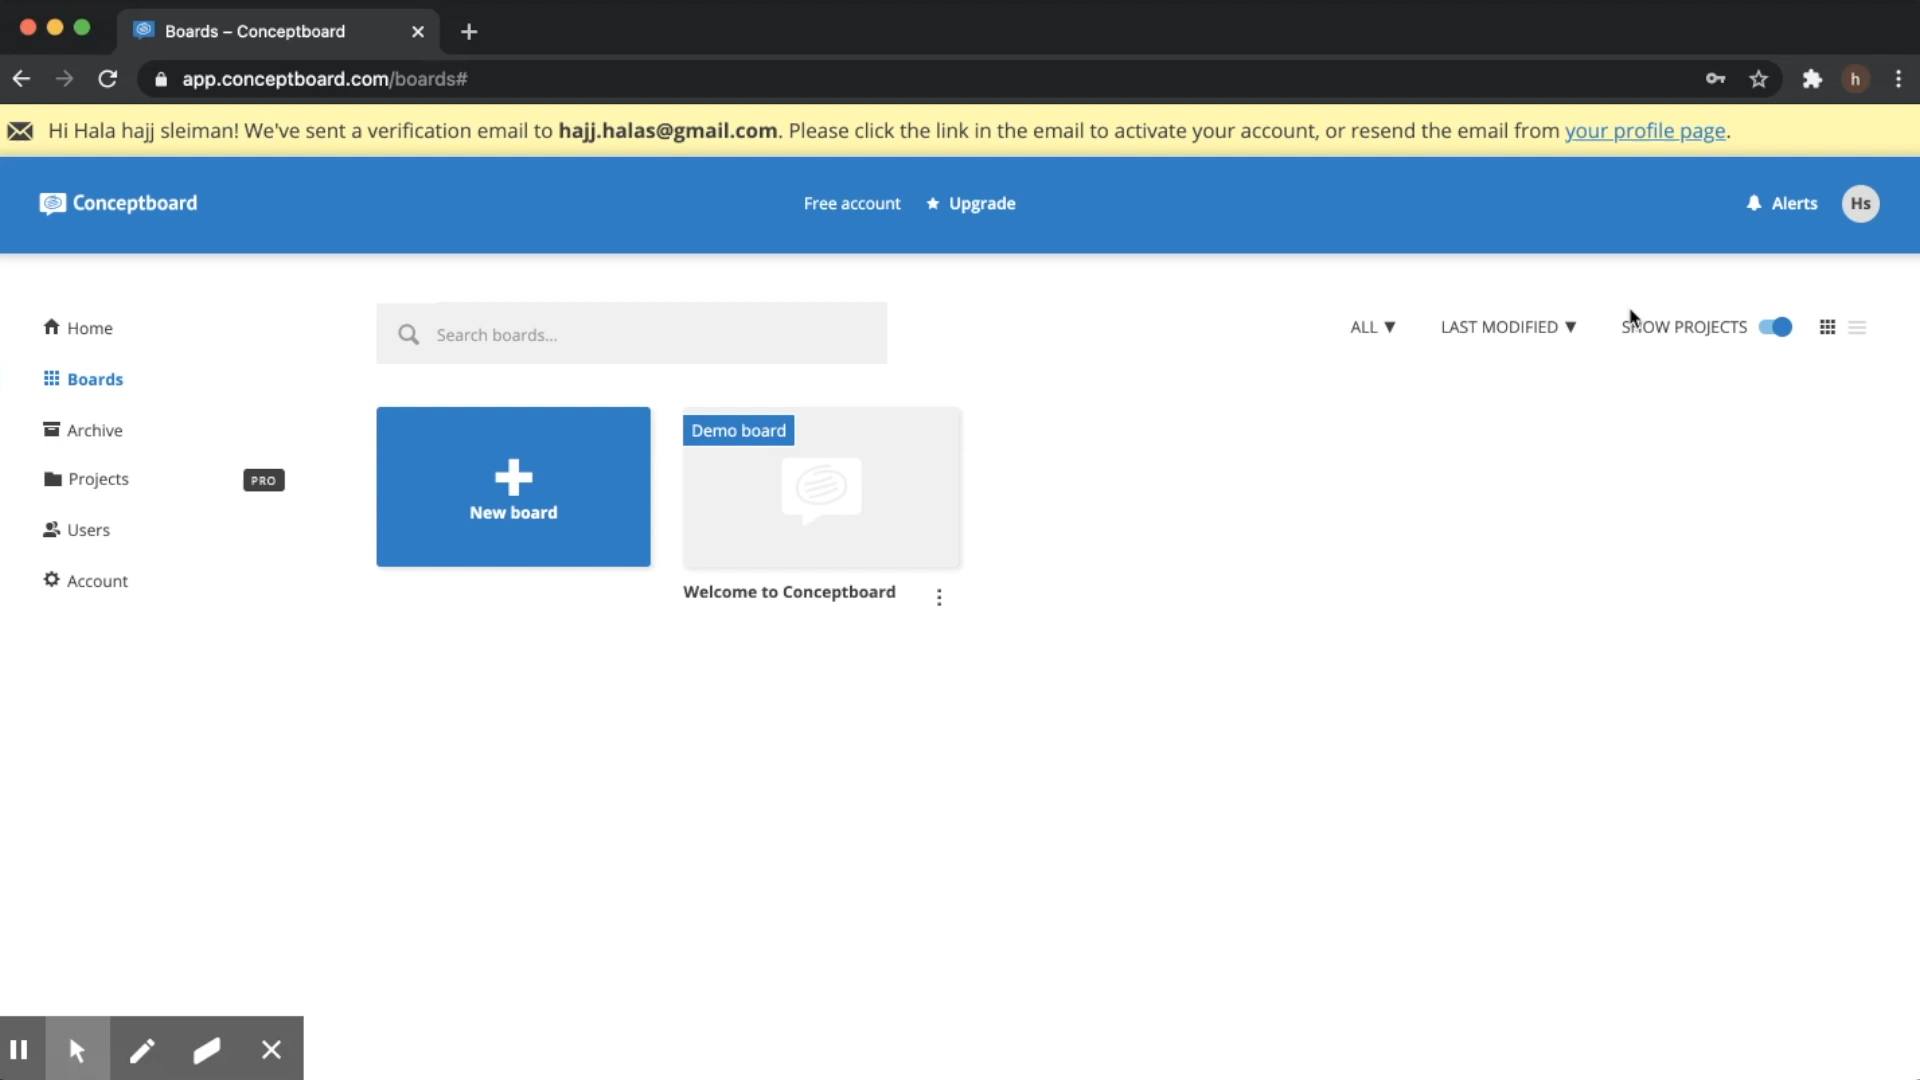 Boards – Conceptboard
app.conceptboard.com/boards#
h
Hi Hala hajj sleiman! We've sent a verification email to hajj.halas@gmail.com. Please click the link in the email to activate your account, or resend the email from your profile page.
Conceptboard
Free account
Upgrade
Alerts
Hs
Home
Search boards...
ALL ▼
LAST MODIFIED ▼
SHOW PROJECTS
Boards
Archive
Projects
PRO
Users
Account
New board
Demo board
Welcome to Conceptboard